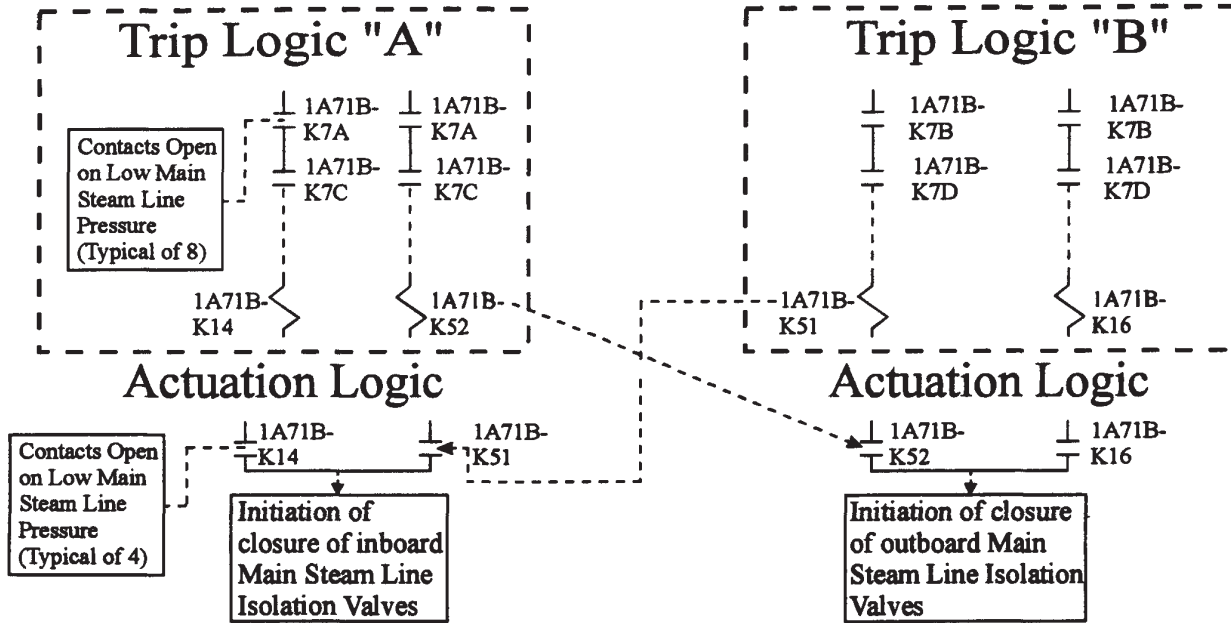 Trip Logic "A"
1A71B-
K7A
1A71B-
K7A
Contacts Open
on Low Main
Steam Line
Pressure
(Typical of 8)
1A71B-
K7C
1A71B-
K7C
1A71B-
K14
1A71B-
K52
Trip Logic "B"
1A71B-
K7B
1A71B-
K7B
1A71B-
K7D
1A71B-
K7D
1A71B-
K51
1A71B-
K16
Actuation Logic
Contacts Open
on Low Main
Steam Line
Pressure
(Typical of 4)
1A71B-
K14
1A71B-
K51
Initiation of
closure of inboard
Main Steam Line
Isolation Valves
Actuation Logic
1A71B-
K52
1A71B-
K16
Initiation of closure
of outboard Main
Steam Line Isolation
Valves